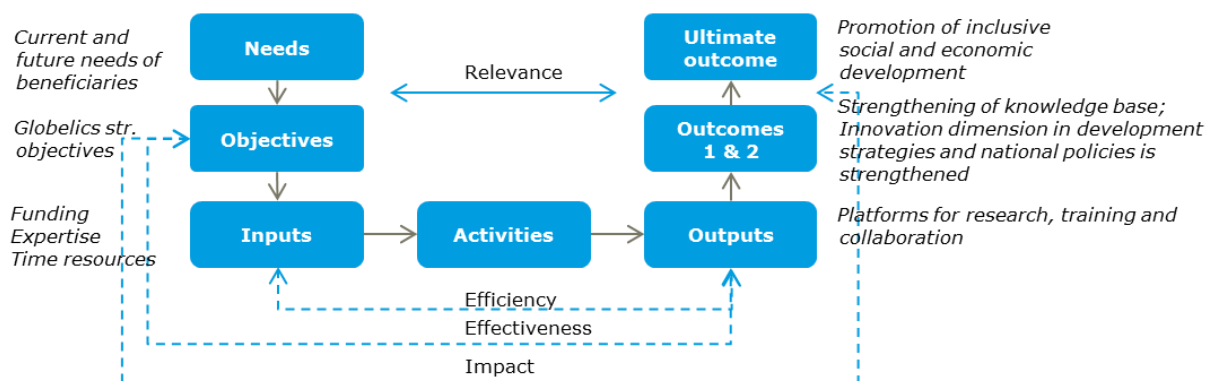 Current and
future needs of
beneficiaries
Needs
Relevance
Ultimate
outcome
Promotion of inclusive
social and economic
development
Globelics str.
objectives
Objectives
Outcomes
1 & 2
Strengthening of knowledge base;
Innovation dimension in development
strategies and national policies is
strengthened
Funding
Expertise
Time resources
Inputs
Activities
Outputs
Platforms for research, training and
collaboration
Efficiency
Effectiveness
Impact